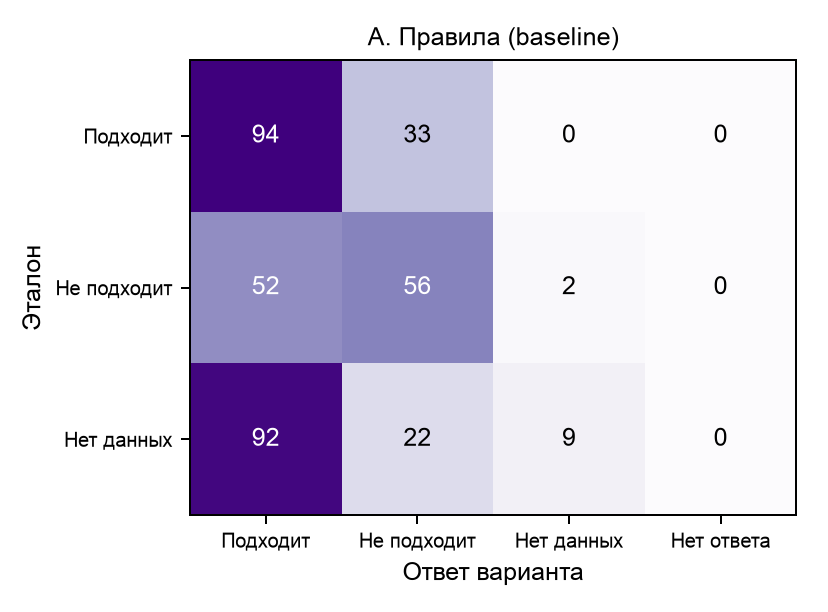 А. Правила (baseline)
Эталон
Подходит 94 33 0 0
Не подходит 52 56 2 0
Нет данных 92 22 9 0
Подходит Не подходит Нет данных Нет ответа
Ответ варианта